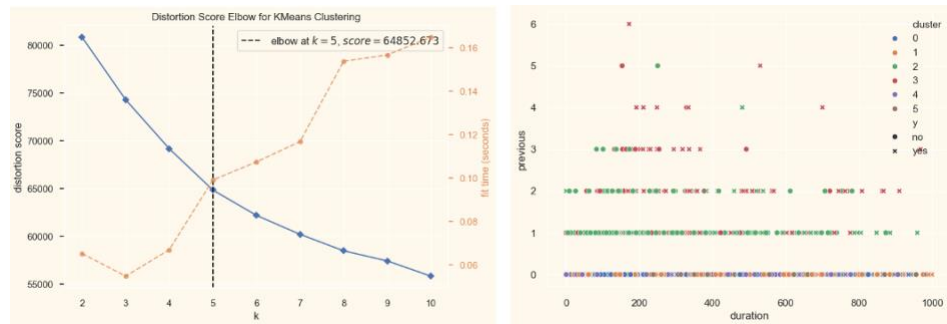 Distortion Score Elbow for KMeans Clustering
elbow at k = 5, score = 64852.673
80000
75000
70000
65000
60000
55000
distortion score
0.16
0.14
0.12
0.10
0.08
0.06
fit time (seconds)
2 3 4 5 6 7 8 9 10
k
6
5
4
3
2
1
0
previous
cluster
0
1
2
3
4
5
y
no
yes
0 200 400 600 800 1000
duration